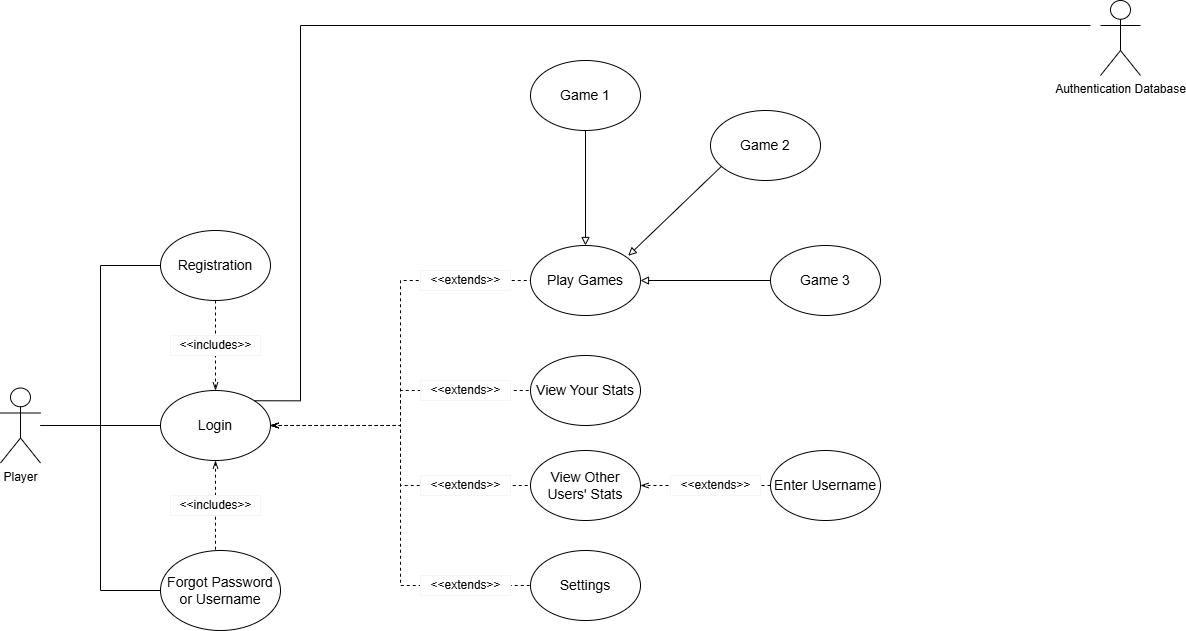 Authentication Database
Game 1
Game 2
Registration
<<extends>>
Play Games
Game 3
<<includes>>
<<extends>>
View Your Stats
Login
Player
<<extends>>
View Other
Users' Stats
<<extends>>
Enter Username
<<includes>>
Forgot Password
or Username
<<extends>>
Settings